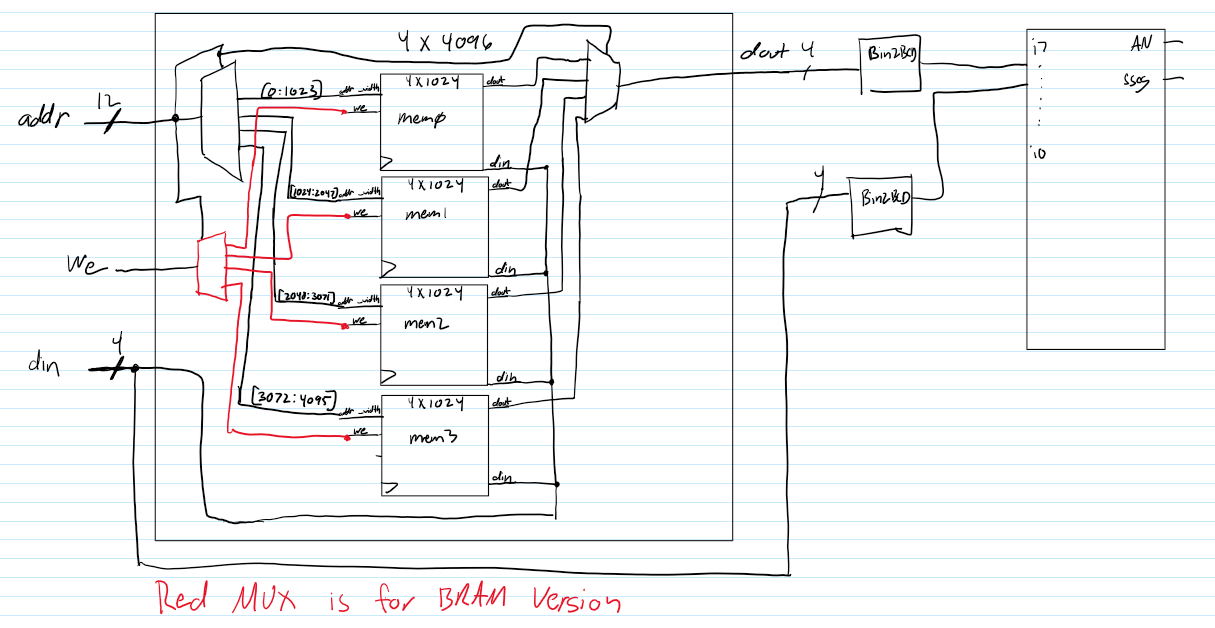 4 X 4096
dout 4
Bin2BCD
i7
AN
SSEG
i0
12
addr
[0:1023]
addr_width
we
4X1024
mem0
dout
din
[1024:2047]
addr_width
we
4X1024
mem1
dout
din
4
Bin2BCD
We
[2048:3071]
addr_width
we
4X1024
mem2
dout
din
4
din
[3072:4095]
addr_width
we
4X1024
mem3
dout
din
Red MUX is for BRAM Version